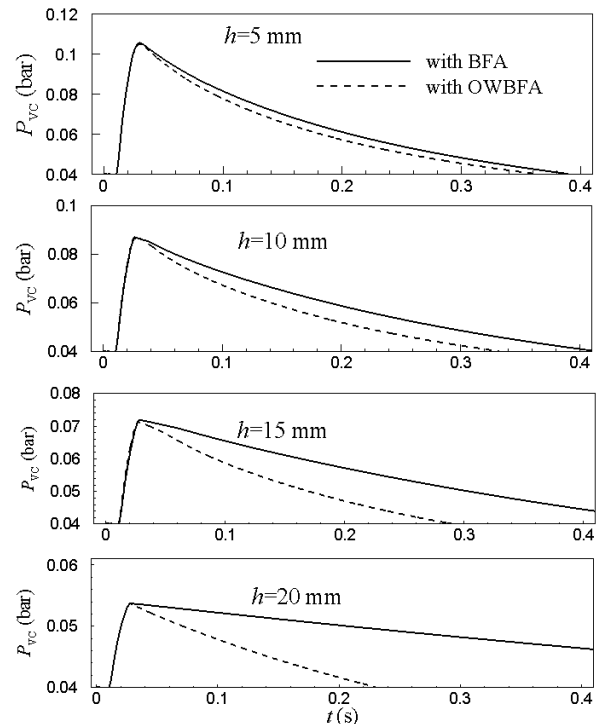 0.12
h=5 mm
with BFA
with OWBFA
0.10
0.08
0.06
0.04
P_VC (bar)
0 0.1 0.2 0.3 0.4
0.1
h=10 mm
0.08
0.06
0.04
P_VC (bar)
0 0.1 0.2 0.3 0.4
0.08
h=15 mm
0.07
0.06
0.05
0.04
P_VC (bar)
0 0.1 0.2 0.3 0.4
0.06
h=20 mm
0.05
0.04
P_VC (bar)
0 0.1 0.2 0.3 0.4
t (s)